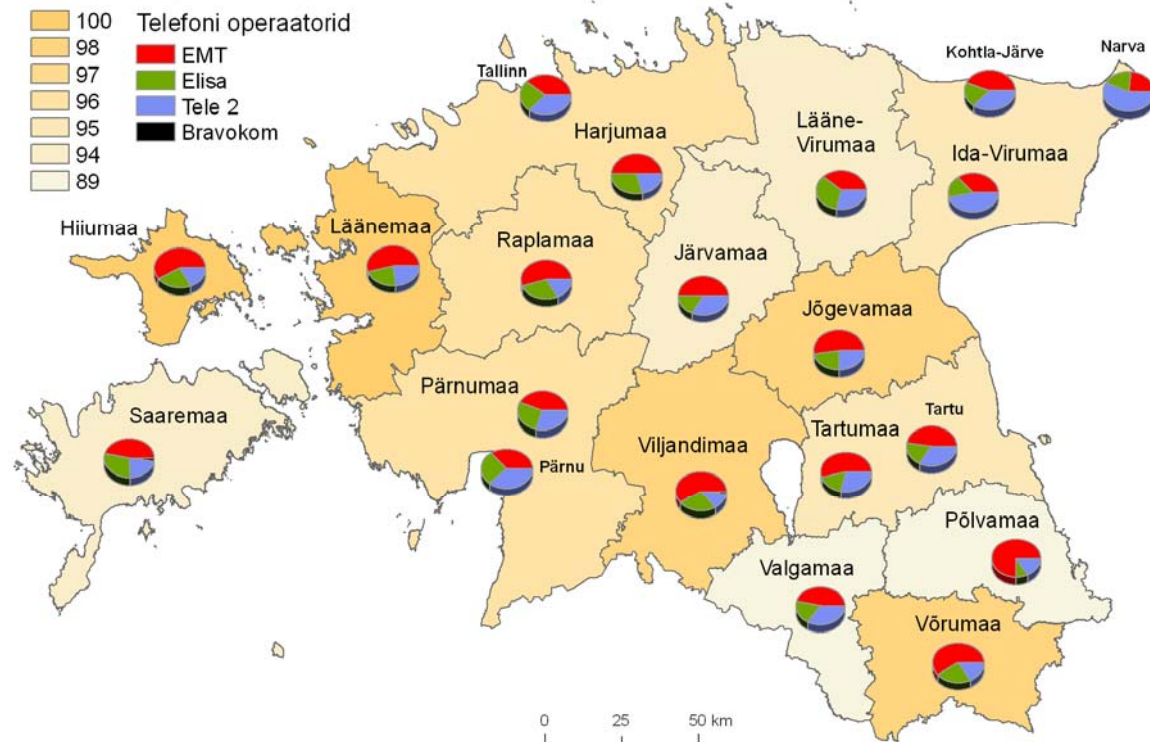 100
98
97
96
95
94
89
Telefoni operaatorid
EMT
Elisa
Tele 2
Bravokom
Tallinn
Kohtla-Järve
Narva
Harjumaa
Lääne-
Virumaa
Ida-Virumaa
Hiiumaa
Läänemaa
Raplamaa
Järvamaa
Jõgevamaa
Saaremaa
Pärnumaa
Pärnu
Viljandimaa
Tartumaa
Tartu
Põlvamaa
Valgamaa
Võrumaa
0 25 50 km